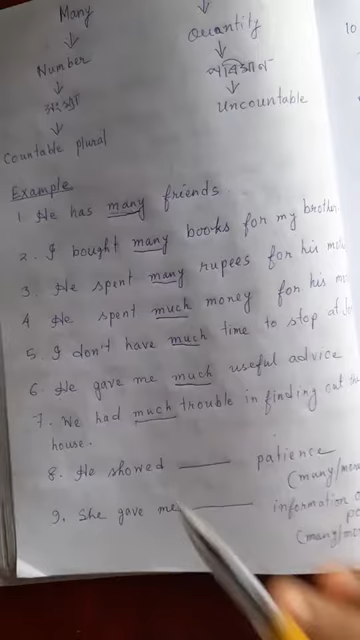 Many Quantity 10
Number পরিমান
সংখ্যা Uncountable
Countable plural
Example
1. He has many friends.
2. I bought many books for my brother
3. He spent many rupees for his
4 He spent much money for his
5. I don't have much time to stop at
6. He gave me much useful advice
7. We had much trouble in finding out the
house.
8. He showed ____ patience
(many/
9. She gave me ____ information
(many/